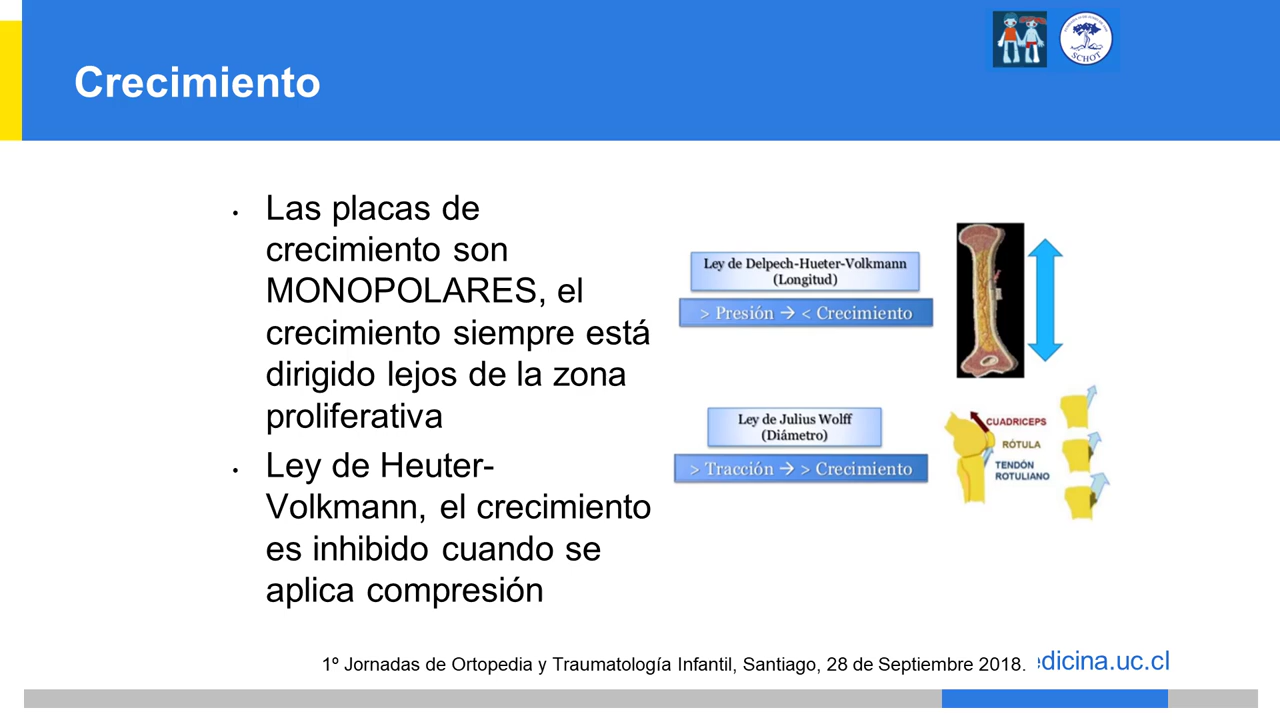 Crecimiento
SCHOT
• Las placas de
crecimiento son
MONOPOLARES, el
crecimiento siempre está
dirigido lejos de la zona
proliferativa
• Ley de Heuter-
Volkmann, el crecimiento
es inhibido cuando se
aplica compresión
Ley de Delpech-Hueter-Volkmann
(Longitud)
> Presión → < Crecimiento
Ley de Julius Wolff
(Diámetro)
> Tracción → > Crecimiento
CUADRICEPS
RÓTULA
TENDÓN
ROTULIANO
1º Jornadas de Ortopedia y Traumatología Infantil, Santiago, 28 de Septiembre 2018.
edicina.uc.cl